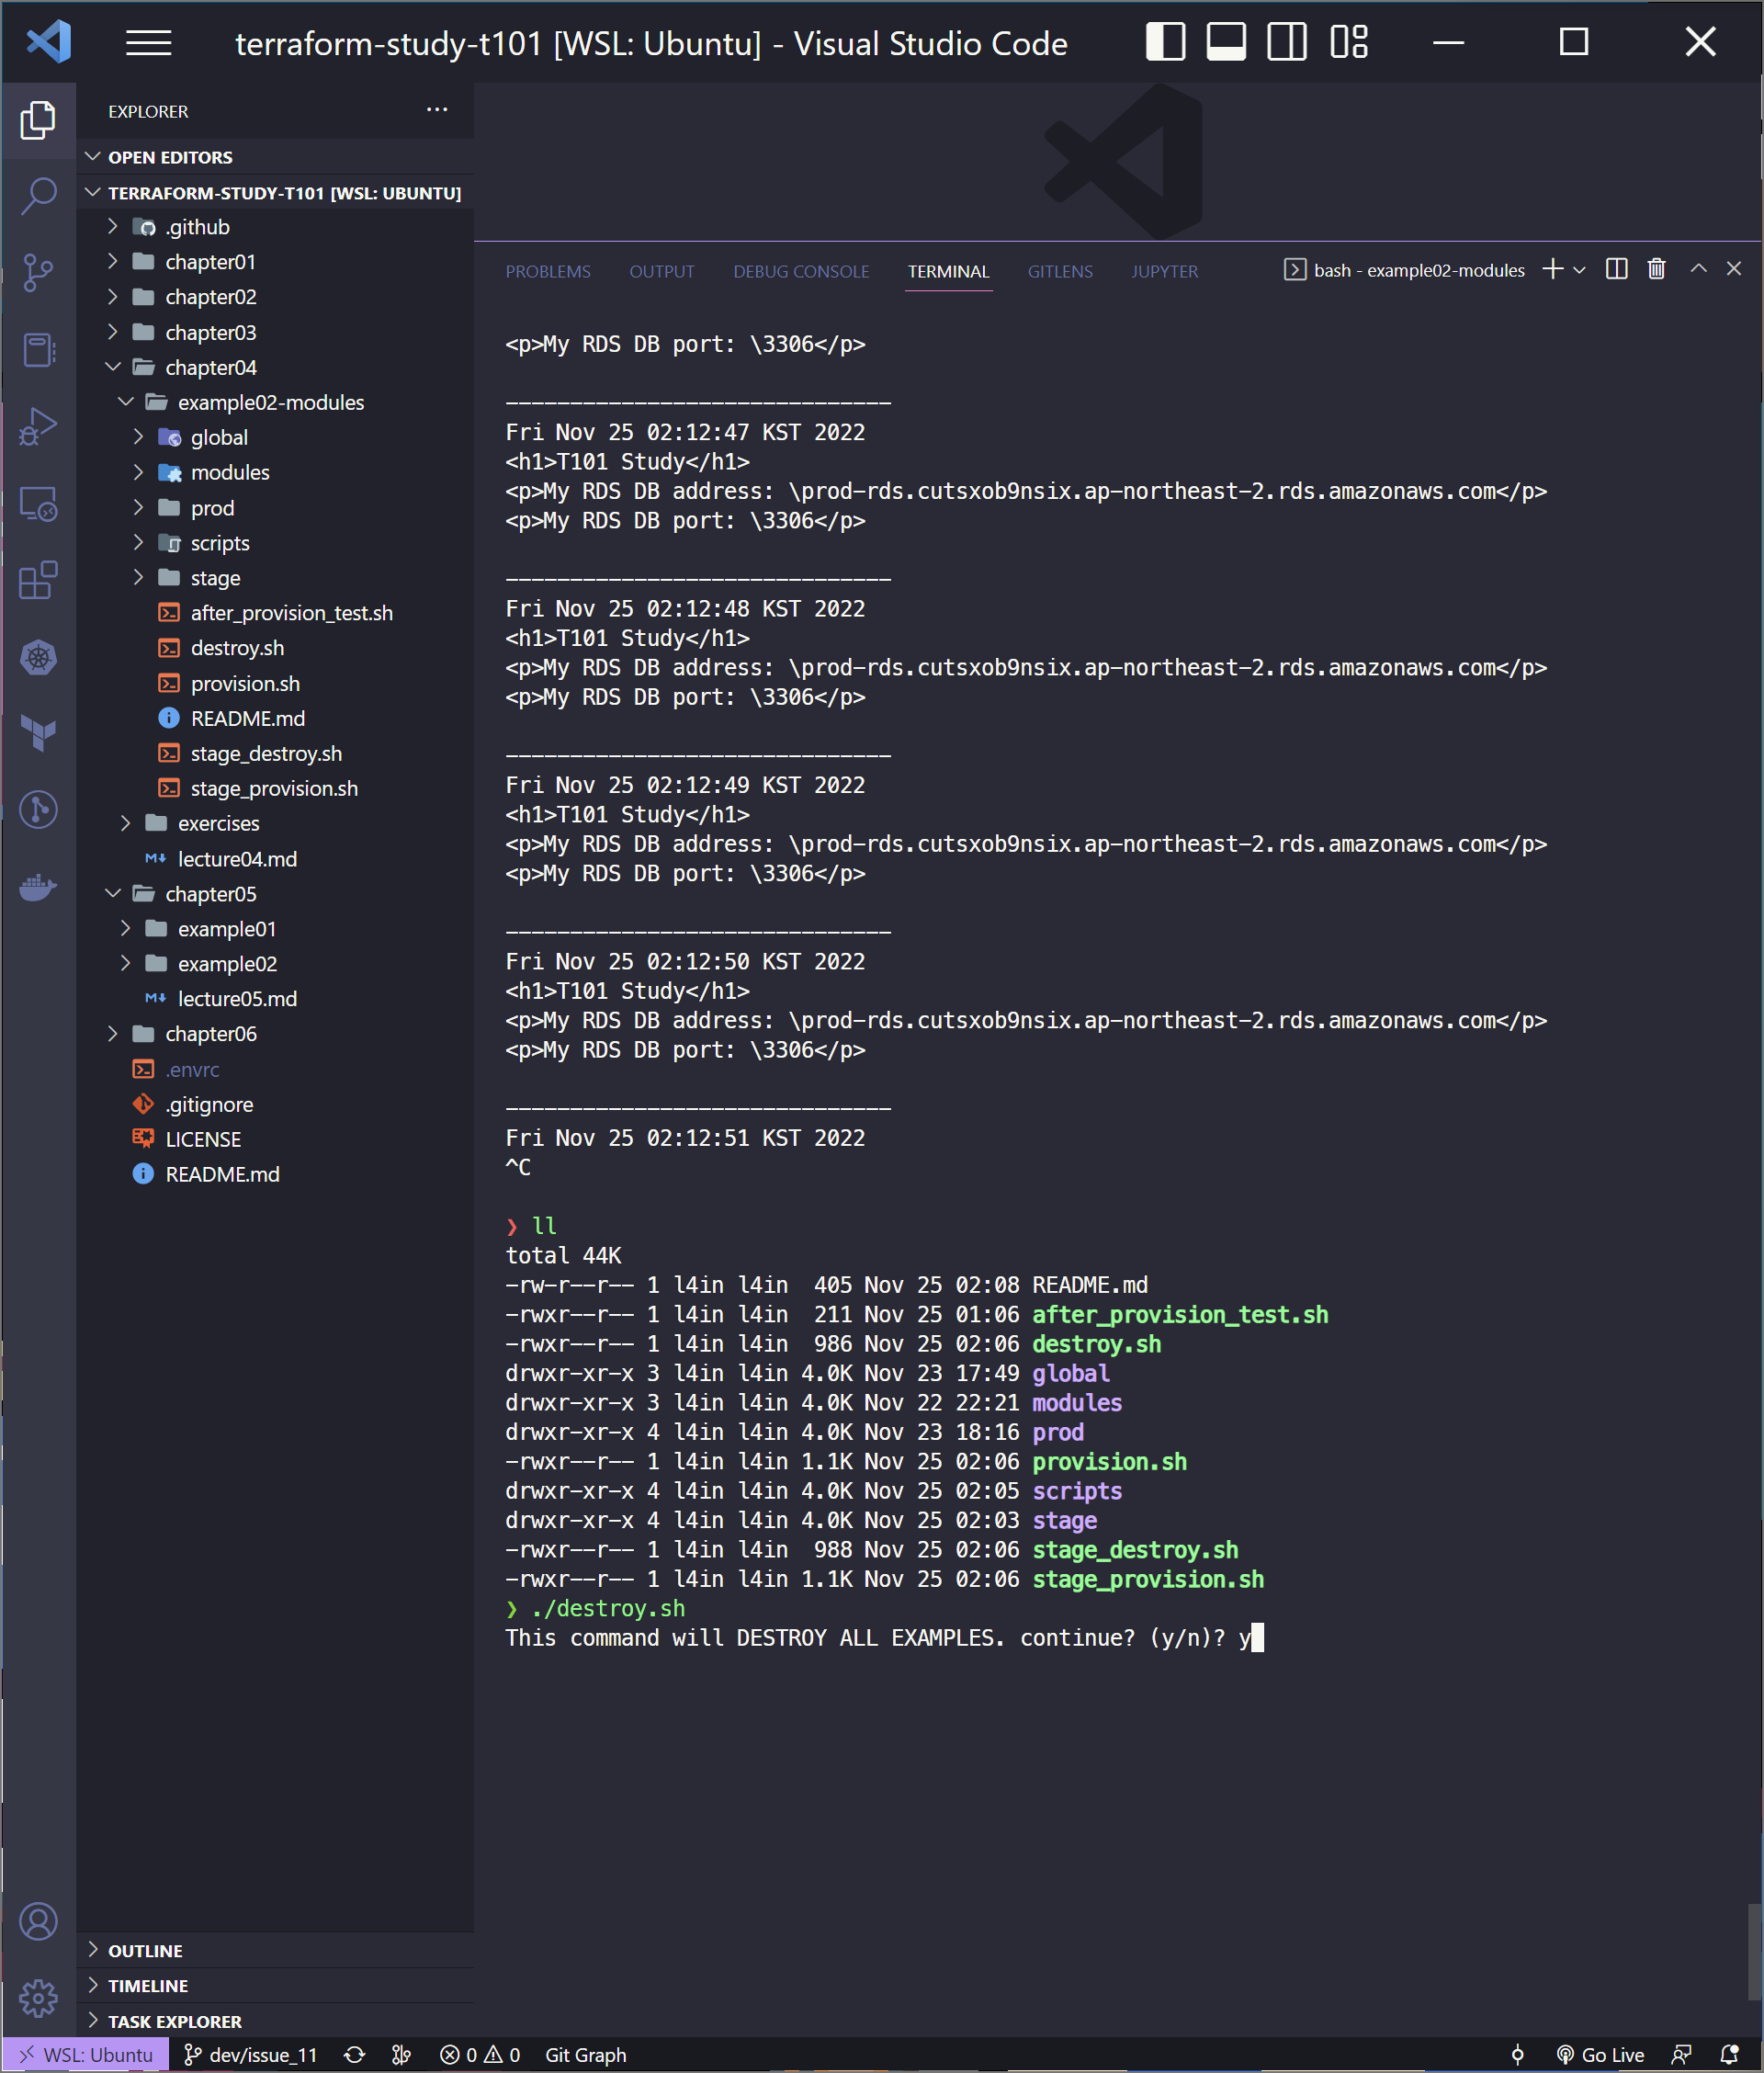 terraform-study-t101 [WSL: Ubuntu] - Visual Studio Code
EXPLORER
OPEN EDITORS
TERRAFORM-STUDY-T101 [WSL: UBUNTU]
.github
chapter01
chapter02
chapter03
chapter04
example02-modules
global
modules
prod
scripts
stage
after_provision_test.sh
destroy.sh
provision.sh
README.md
stage_destroy.sh
stage_provision.sh
exercises
lecture04.md
chapter05
example01
example02
lecture05.md
chapter06
.envrc
.gitignore
LICENSE
README.md
OUTLINE
TIMELINE
TASK EXPLORER
PROBLEMS OUTPUT DEBUG CONSOLE TERMINAL GITLENS JUPYTER bash - example02-modules
<p>My RDS DB port: \3306</p>
------------------------------
Fri Nov 25 02:12:47 KST 2022
<h1>T101 Study</h1>
<p>My RDS DB address: \prod-rds.cutsxob9nsix.ap-northeast-2.rds.amazonaws.com</p>
<p>My RDS DB port: \3306</p>
------------------------------
Fri Nov 25 02:12:48 KST 2022
<h1>T101 Study</h1>
<p>My RDS DB address: \prod-rds.cutsxob9nsix.ap-northeast-2.rds.amazonaws.com</p>
<p>My RDS DB port: \3306</p>
------------------------------
Fri Nov 25 02:12:49 KST 2022
<h1>T101 Study</h1>
<p>My RDS DB address: \prod-rds.cutsxob9nsix.ap-northeast-2.rds.amazonaws.com</p>
<p>My RDS DB port: \3306</p>
------------------------------
Fri Nov 25 02:12:50 KST 2022
<h1>T101 Study</h1>
<p>My RDS DB address: \prod-rds.cutsxob9nsix.ap-northeast-2.rds.amazonaws.com</p>
<p>My RDS DB port: \3306</p>
------------------------------
Fri Nov 25 02:12:51 KST 2022
^C
❯ ll
total 44K
-rw-r--r-- 1 l4in l4in 405 Nov 25 02:08 README.md
-rwxr--r-- 1 l4in l4in 211 Nov 25 01:06 after_provision_test.sh
-rwxr--r-- 1 l4in l4in 986 Nov 25 02:06 destroy.sh
drwxr-xr-x 3 l4in l4in 4.0K Nov 23 17:49 global
drwxr-xr-x 3 l4in l4in 4.0K Nov 22 22:21 modules
drwxr-xr-x 4 l4in l4in 4.0K Nov 23 18:16 prod
-rwxr--r-- 1 l4in l4in 1.1K Nov 25 02:06 provision.sh
drwxr-xr-x 4 l4in l4in 4.0K Nov 25 02:05 scripts
drwxr-xr-x 4 l4in l4in 4.0K Nov 25 02:03 stage
-rwxr--r-- 1 l4in l4in 988 Nov 25 02:06 stage_destroy.sh
-rwxr--r-- 1 l4in l4in 1.1K Nov 25 02:06 stage_provision.sh
❯ ./destroy.sh
This command will DESTROY ALL EXAMPLES. continue? (y/n)? y
WSL: Ubuntu dev/issue_11 0 0 Git Graph Go Live